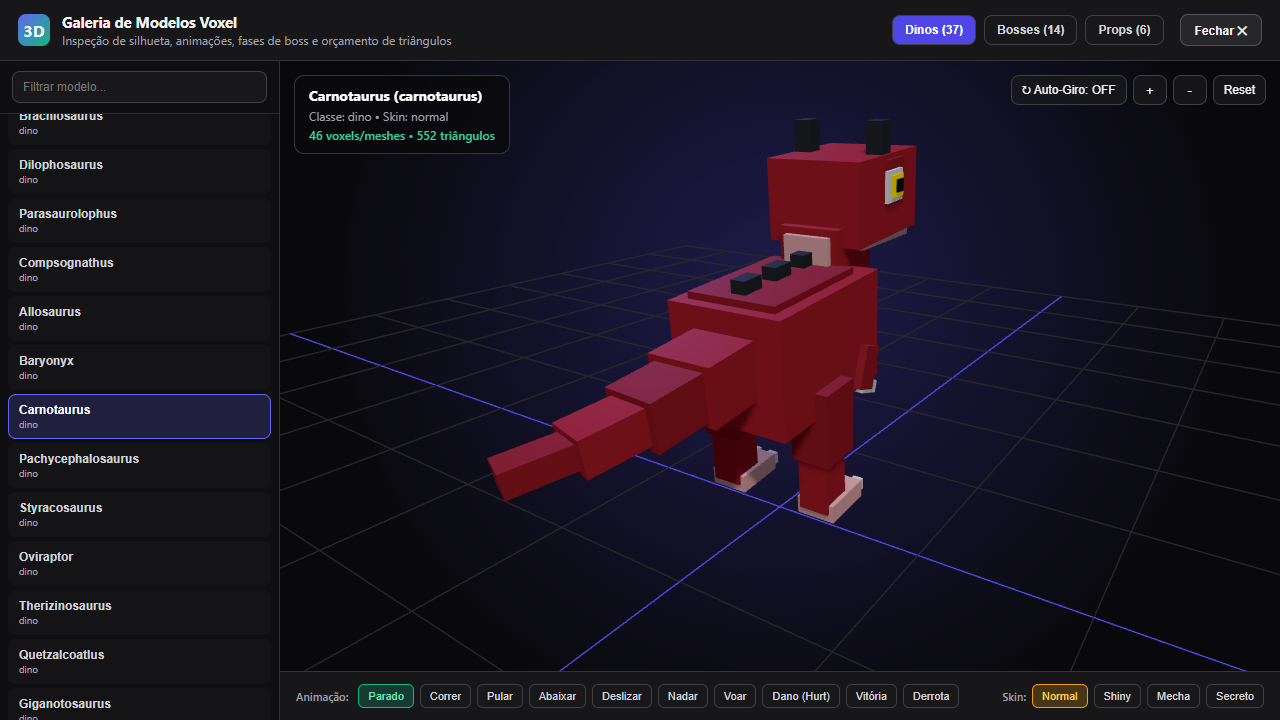 3D
Galeria de Modelos Voxel
Inspeção de silhueta, animações, fases de boss e orçamento de triângulos
Dinos (37)
Bosses (14)
Props (6)
Fechar ✕
Filtrar modelo...
Brachiosaurus
dino
Dilophosaurus
dino
Parasaurolophus
dino
Compsognathus
dino
Allosaurus
dino
Baryonyx
dino
Carnotaurus
dino
Pachycephalosaurus
dino
Styracosaurus
dino
Oviraptor
dino
Therizinosaurus
dino
Quetzalcoatlus
dino
Giganotosaurus
dino
Carnotaurus (carnotaurus)
Classe: dino • Skin: normal
46 voxels/meshes • 552 triângulos
↻ Auto-Giro: OFF
+
-
Reset
Animação:
Parado
Correr
Pular
Abaixar
Deslizar
Nadar
Voar
Dano (Hurt)
Vitória
Derrota
Skin:
Normal
Shiny
Mecha
Secreto